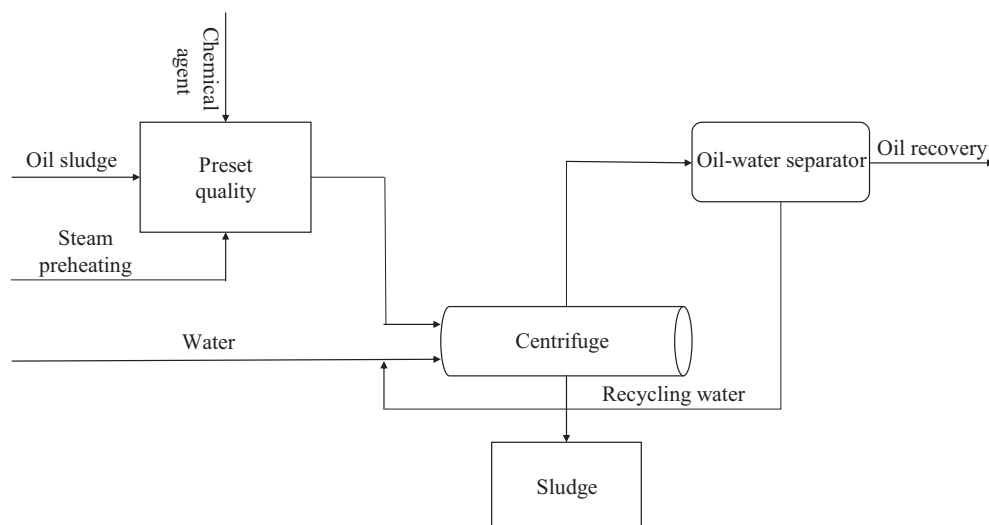 Chemical
agent
Oil sludge
Preset
quality
Oil-water separator
Oil recovery
Steam
preheating
Water
Centrifuge
Recycling water
Sludge